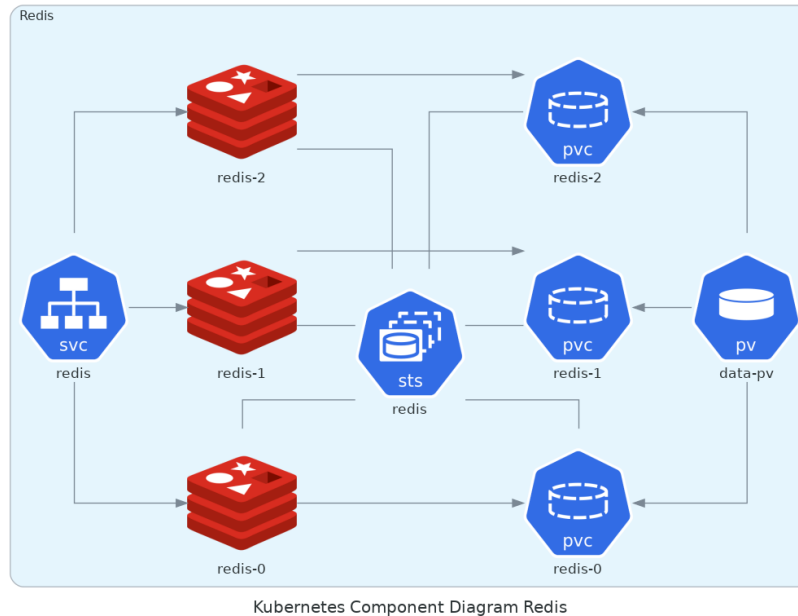 Redis
pvc
redis-2
redis-2
svc
redis
redis-1
sts
redis
pvc
redis-1
pv
data-pv
redis-0
pvc
redis-0
Kubernetes Component Diagram Redis